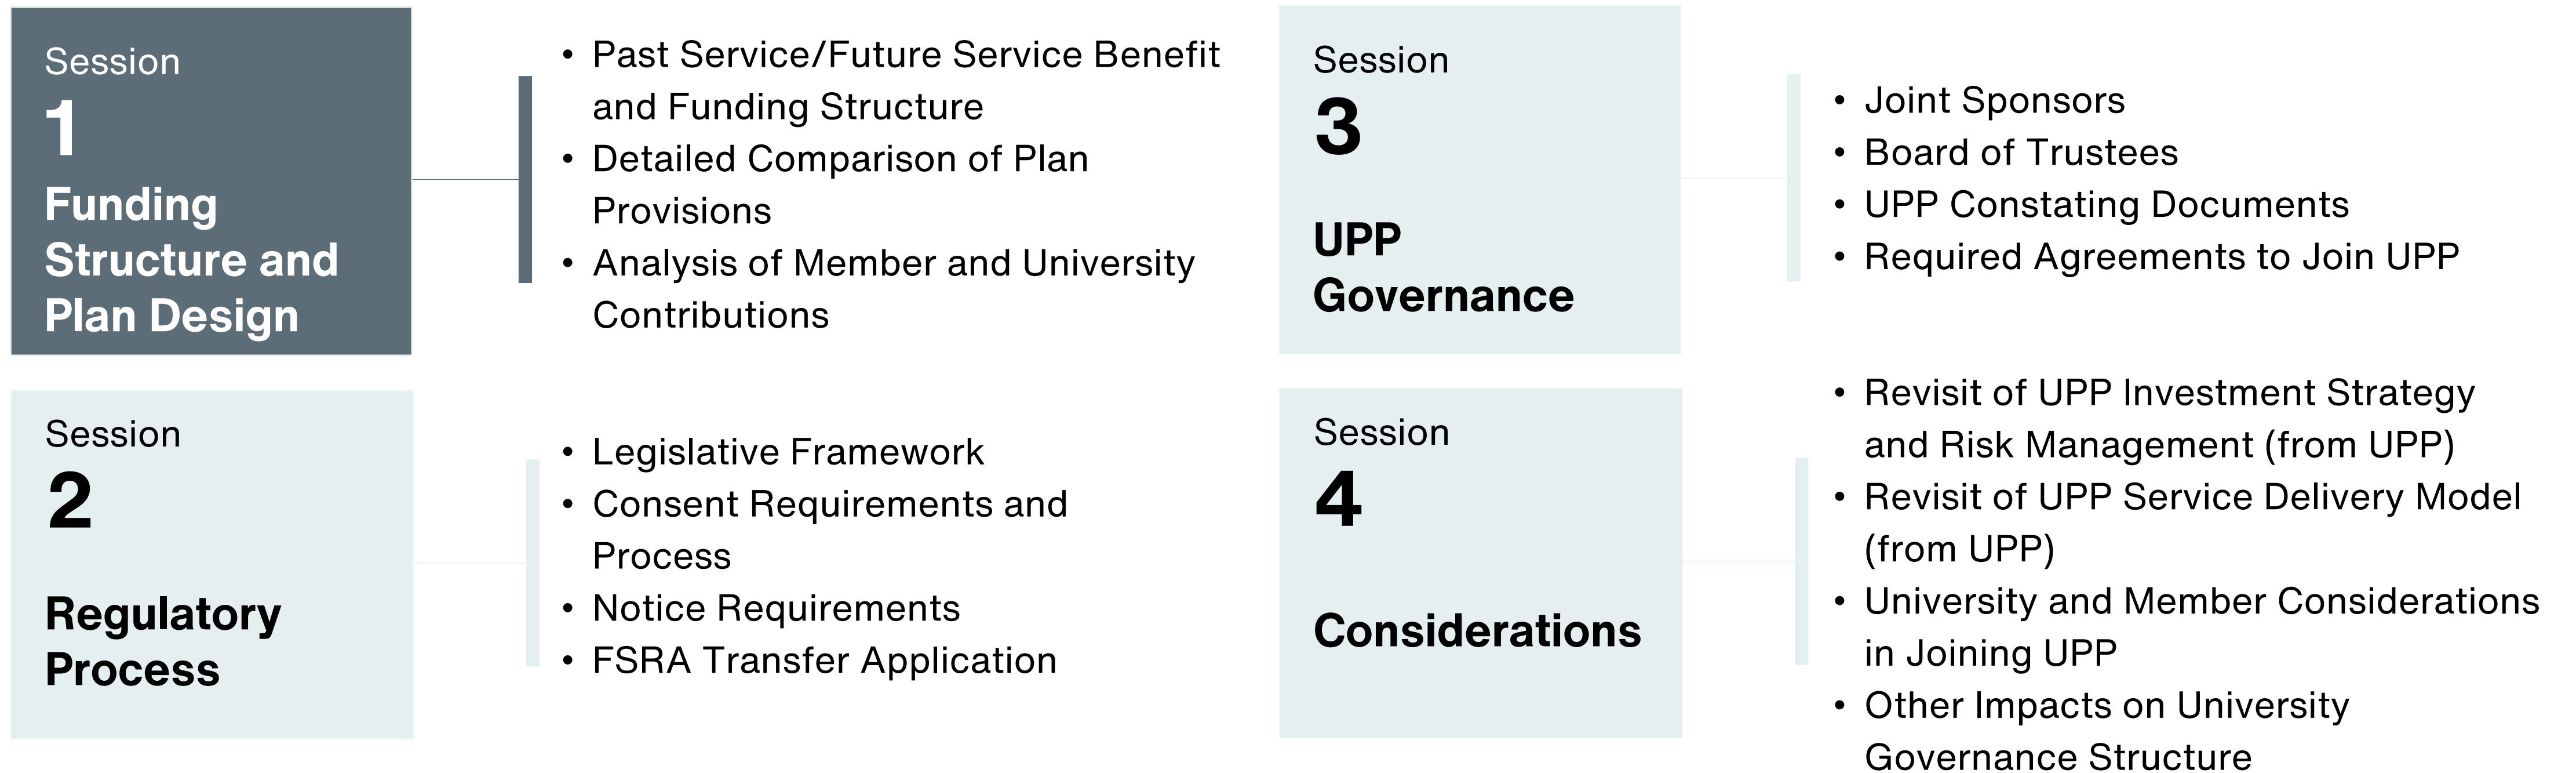 Session
1
Funding
Structure and
Plan Design
• Past Service/Future Service Benefit
and Funding Structure
• Detailed Comparison of Plan
Provisions
• Analysis of Member and University
Contributions
Session
2
Regulatory
Process
• Legislative Framework
• Consent Requirements and
Process
• Notice Requirements
• FSRA Transfer Application
Session
3
UPP
Governance
• Joint Sponsors
• Board of Trustees
• UPP Constating Documents
• Required Agreements to Join UPP
Session
4
Considerations
• Revisit of UPP Investment Strategy
and Risk Management (from UPP)
• Revisit of UPP Service Delivery Model
(from UPP)
• University and Member Considerations
in Joining UPP
• Other Impacts on University
Governance Structure